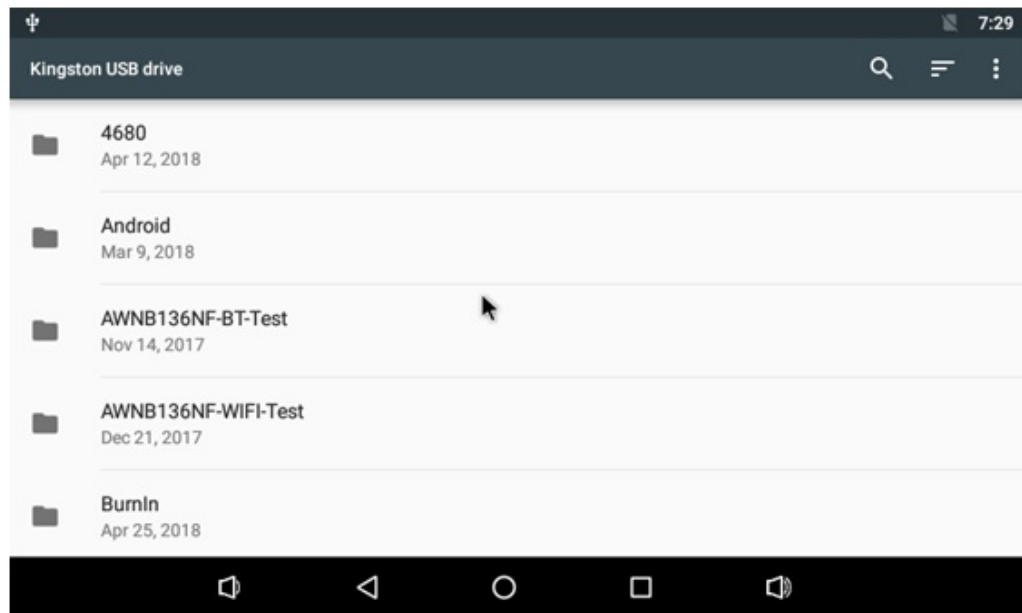 7:29
Kingston USB drive
4680
Apr 12, 2018
Android
Mar 9, 2018
AWNB136NF-BT-Test
Nov 14, 2017
AWNB136NF-WIFI-Test
Dec 21, 2017
BurnIn
Apr 25, 2018